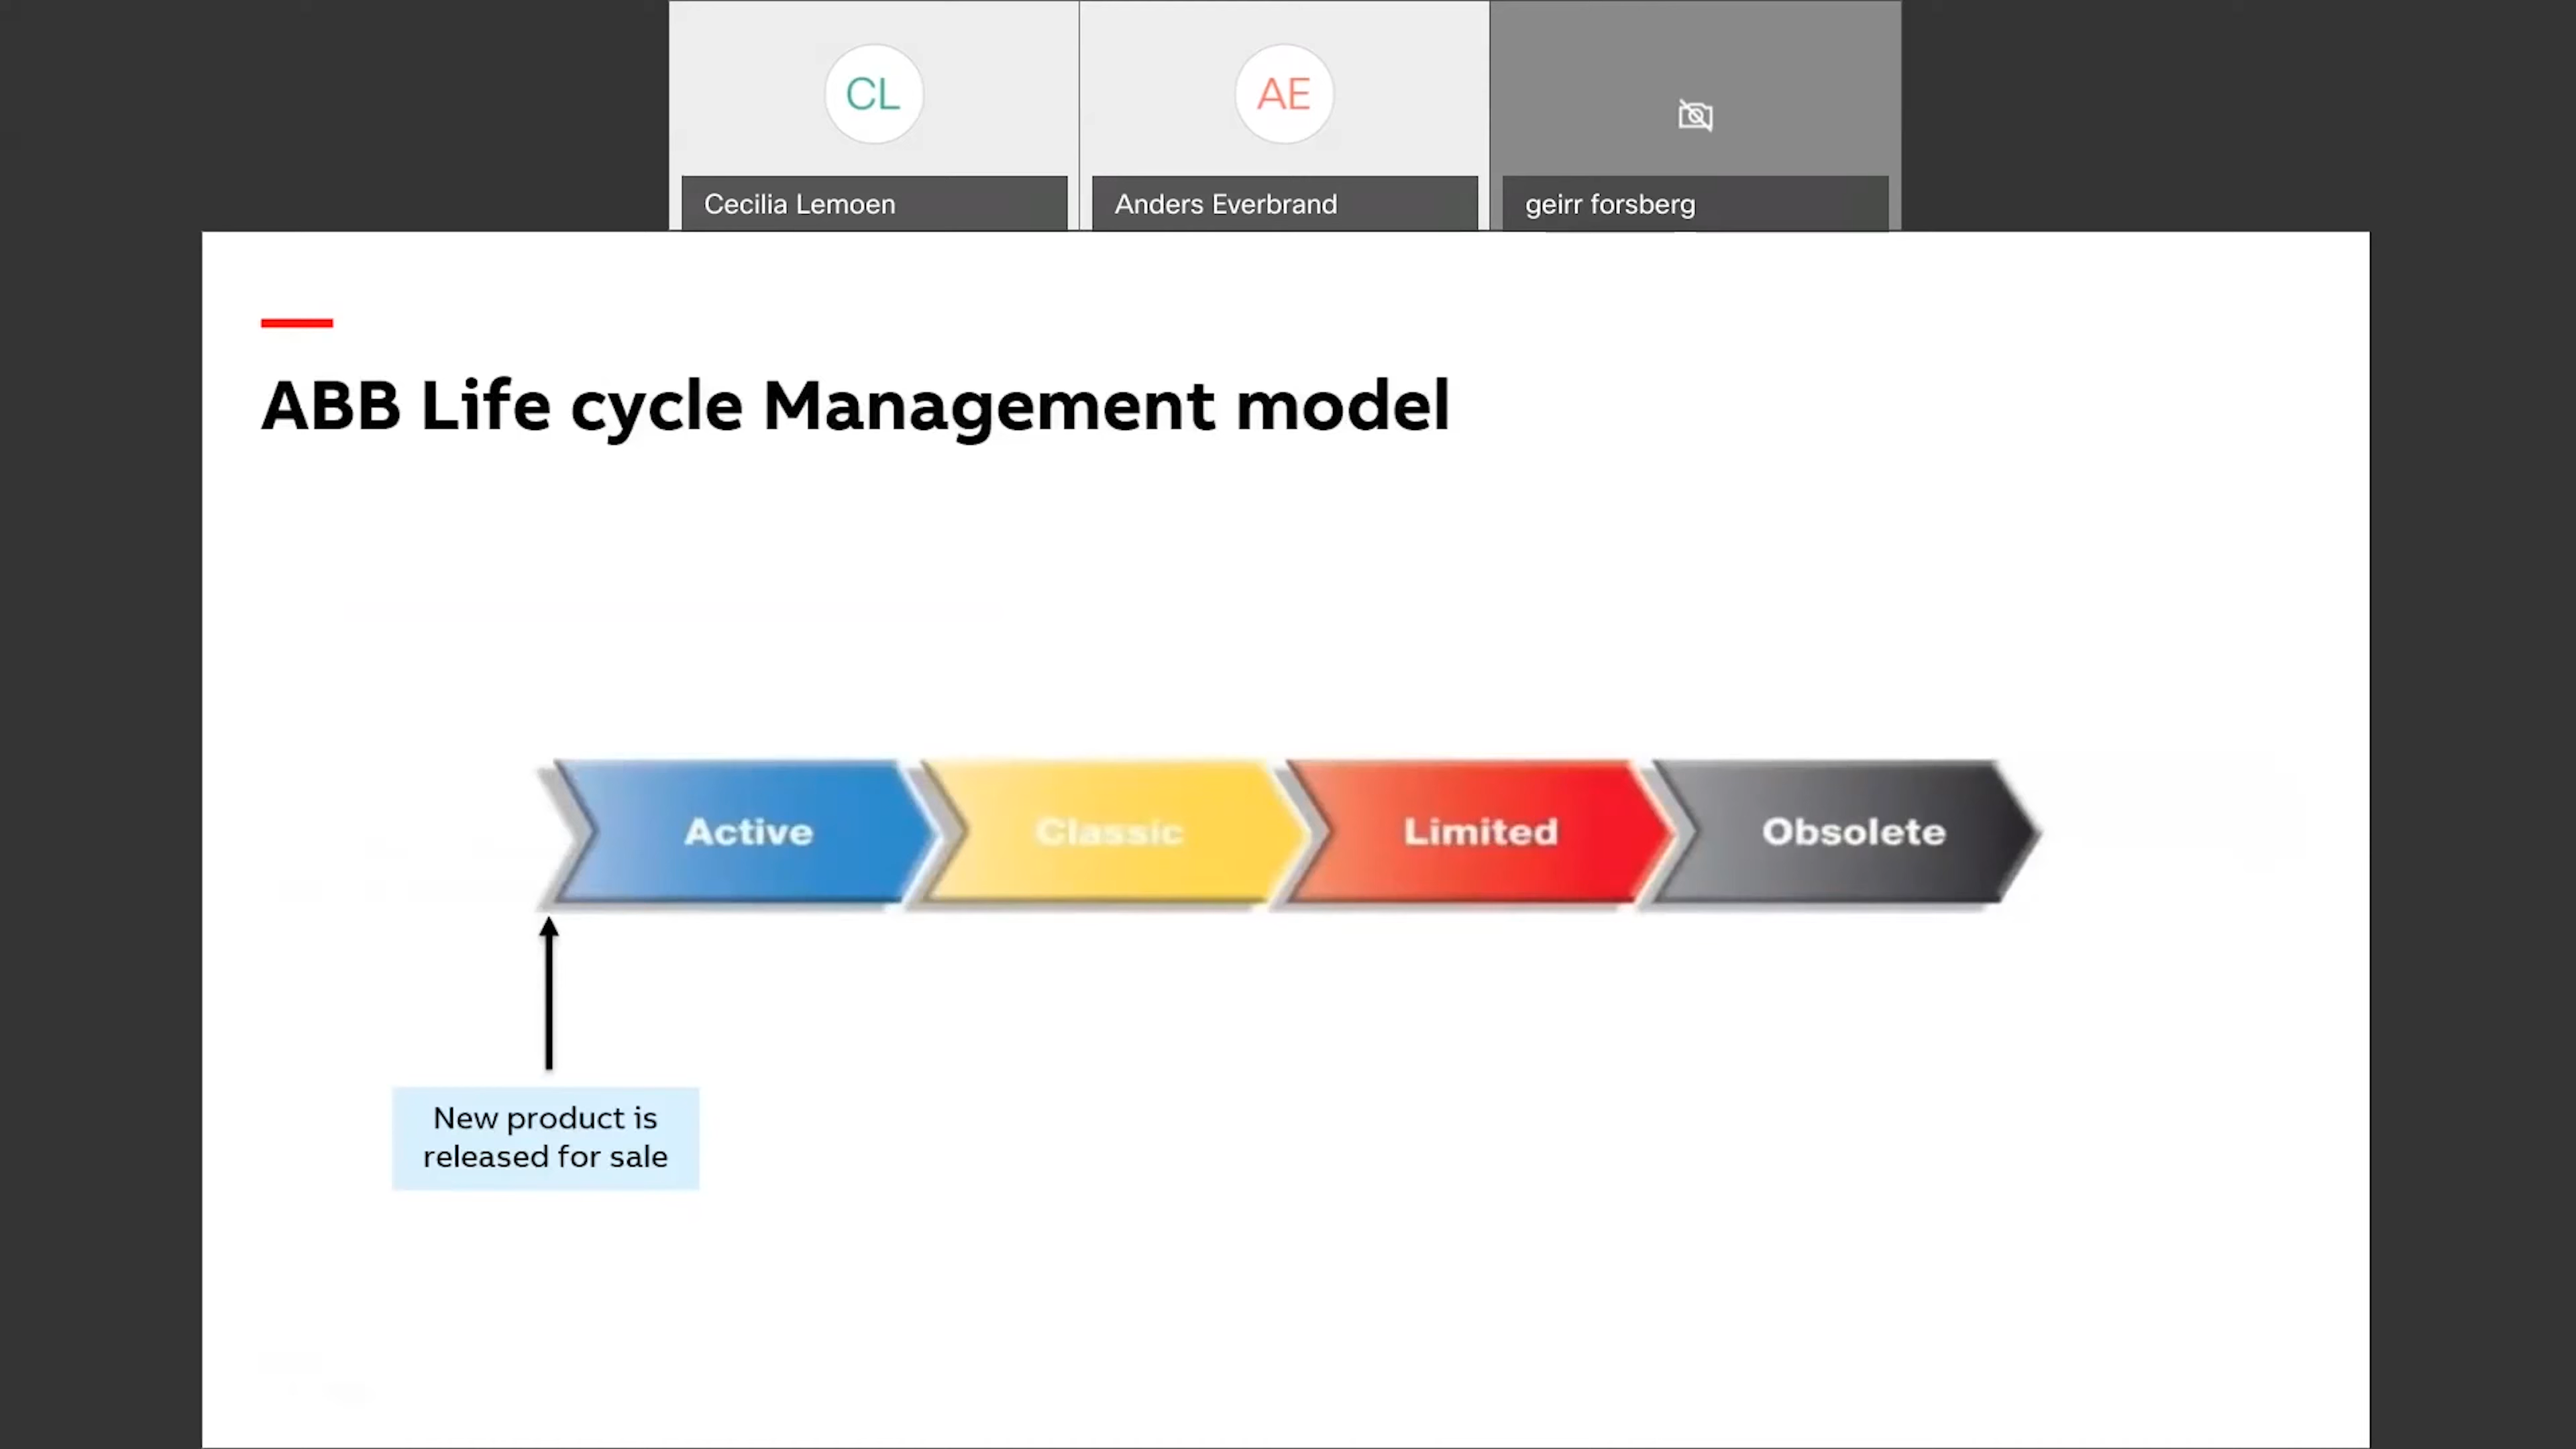 CL
AE
Cecilia Lemoen
Anders Everbrand
geirr forsberg
ABB Life cycle Management model
Active
Classic
Limited
Obsolete
New product is
released for sale